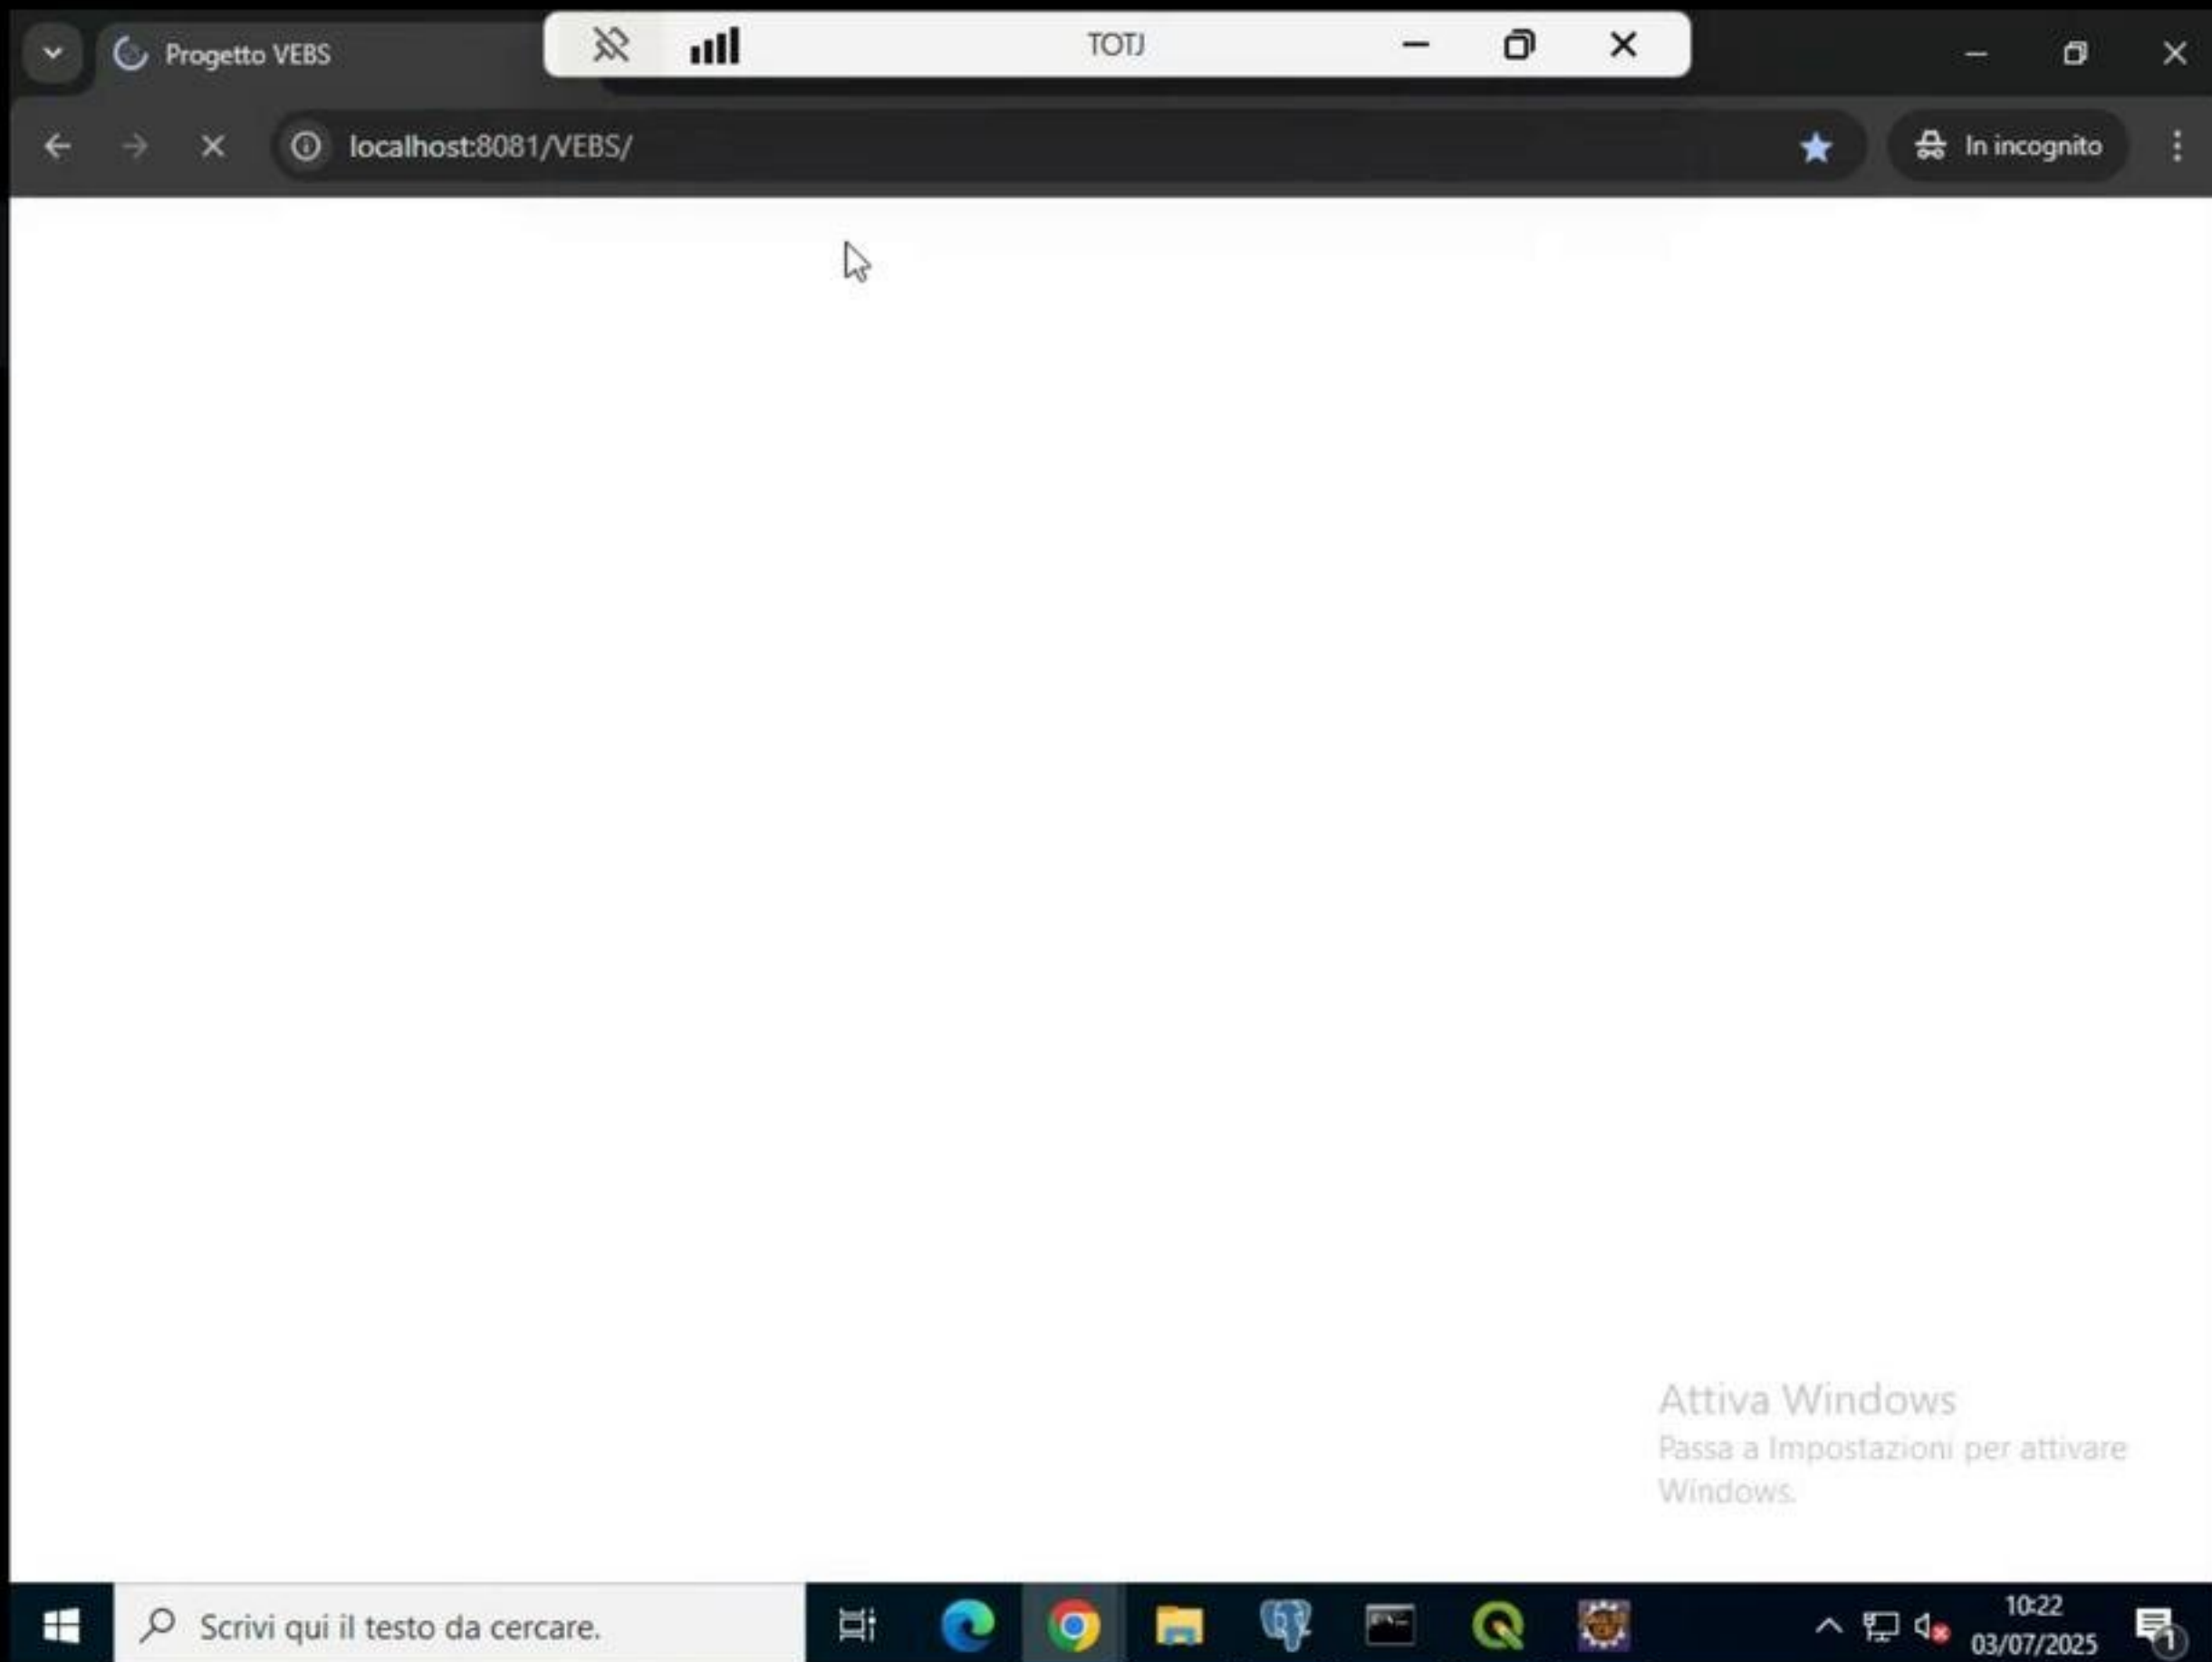 Progetto VEBS
TOTJ
localhost:8081/VEBS/
In incognito
Attiva Windows
Passa a Impostazioni per attivare
Windows.
Scrivi qui il testo da cercare.
10:22
03/07/2025
1